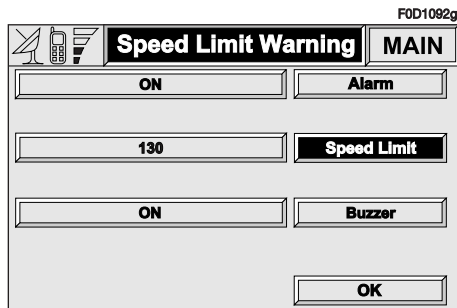 F0D1092g
Speed Limit Warning MAIN
ON Alarm
130 Speed Limit
ON Buzzer
OK